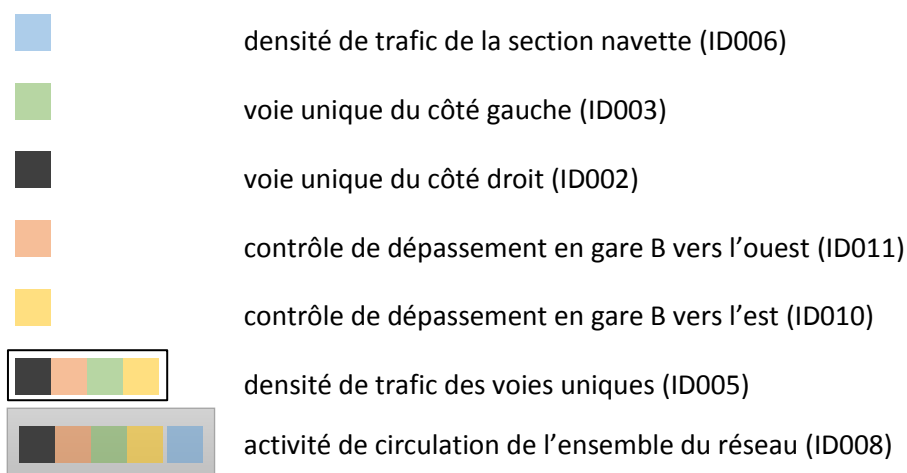 densité de trafic de la section navette (ID006)
voie unique du côté gauche (ID003)
voie unique du côté droit (ID002)
contrôle de dépassement en gare B vers l’ouest (ID011)
contrôle de dépassement en gare B vers l’est (ID010)
densité de trafic des voies uniques (ID005)
activité de circulation de l’ensemble du réseau (ID008)